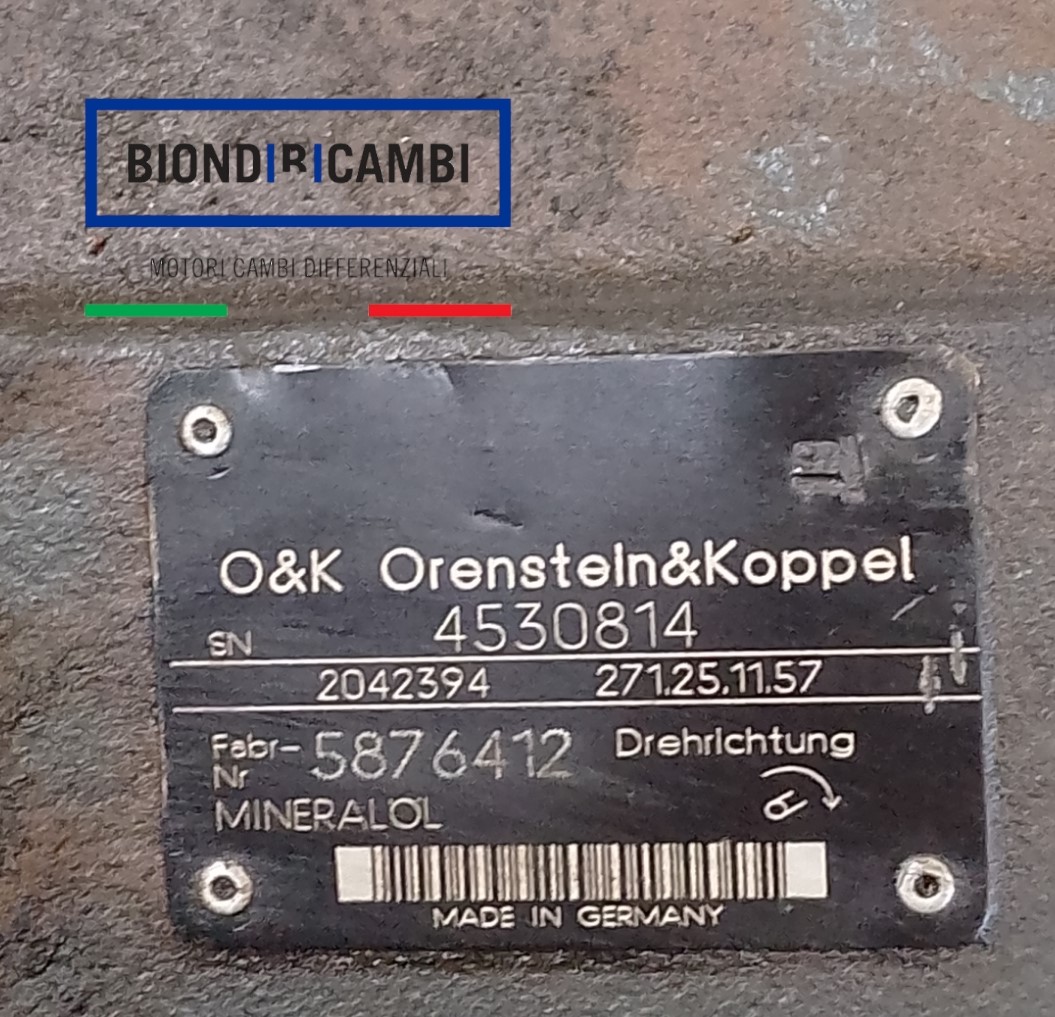 BIONDIRICAMBI
MOTORI CAMBI DIFFERENZIALI
O&K Orenstein&Koppel
SN 4530814
2042394 271.25.11.57
Fabr-Nr 5876412 Drehrichtung
MINERALÖL
MADE IN GERMANY